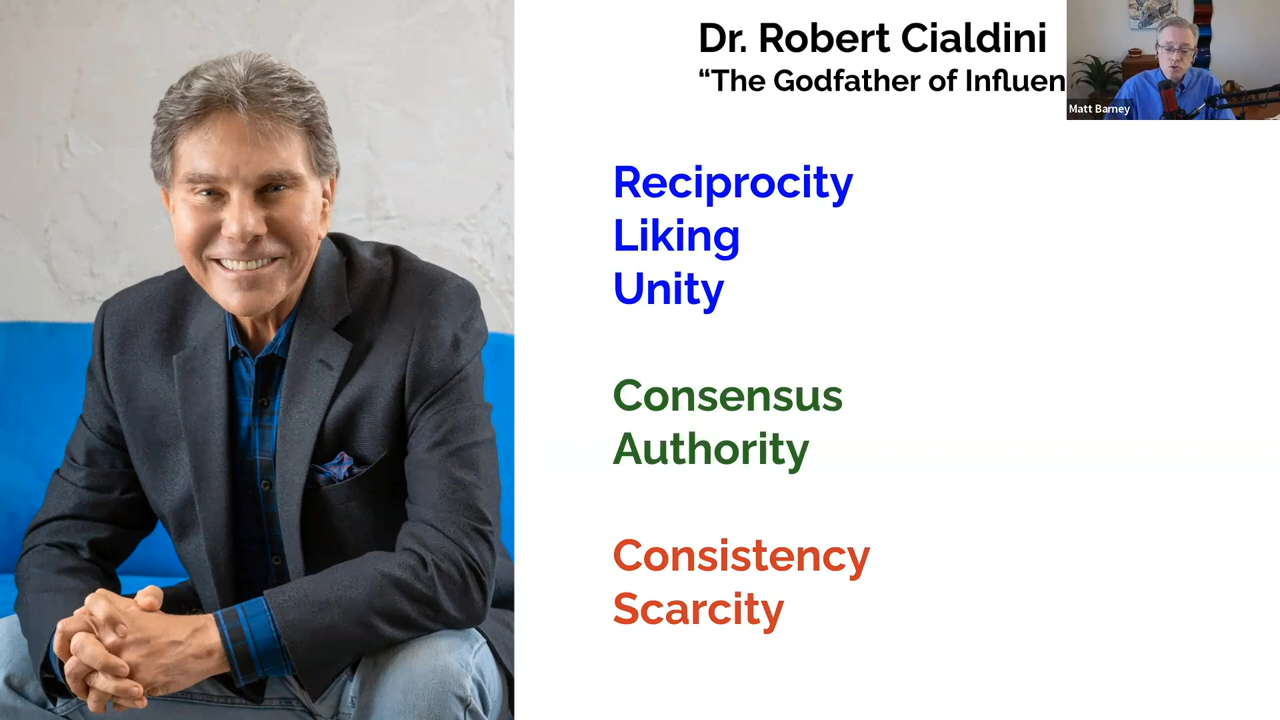 Dr. Robert Cialdini
“The Godfather of Influen
Matt Barney
Reciprocity
Liking
Unity
Consensus
Authority
Consistency
Scarcity